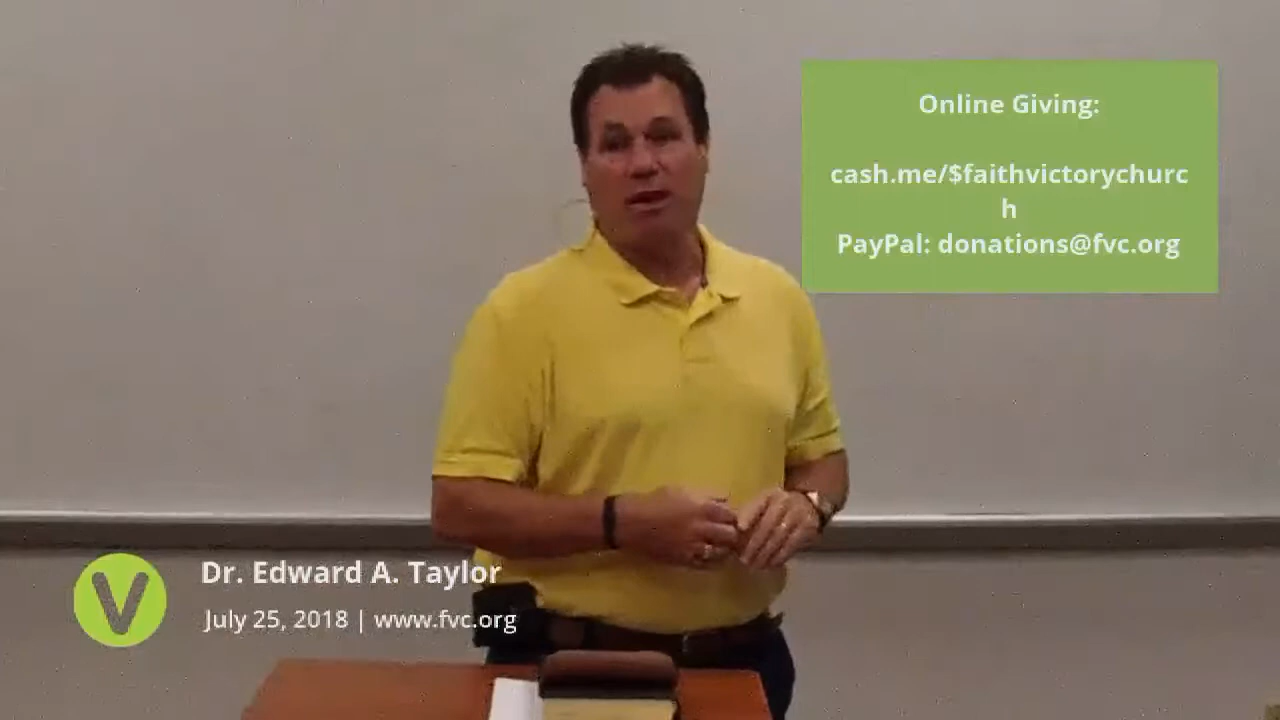 Online Giving:
cash.me/$faithvictorychurc
h
PayPal: donations@fvc.org
V
Dr. Edward A. Taylor
July 25, 2018 | www.fvc.org